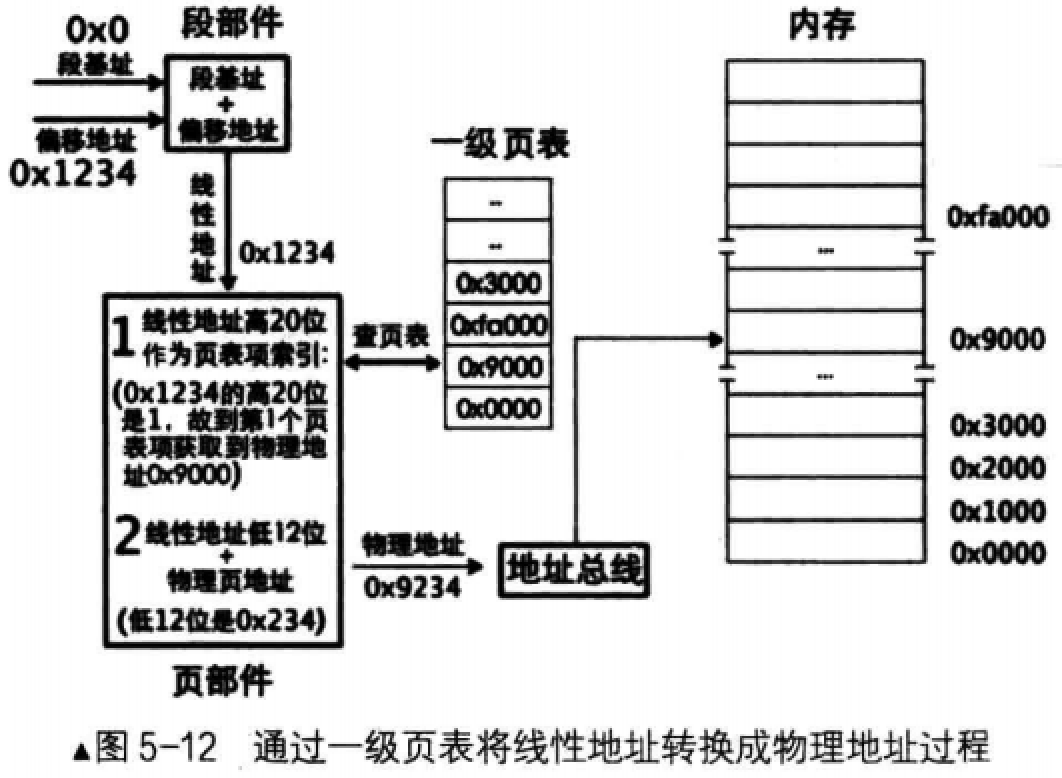 0x0
段基址
偏移地址
0x1234
段部件
段基址
+
偏移地址
线性地址
0x1234
1 线性地址高20位
作为页表项索引:
(0x1234的高20位
是1，故到第1个页
表项获取到物理地
址0x9000)
2 线性地址低12位
+
物理页地址
(低12位是0x234)
页部件
查页表
一级页表
..
..
0x3000
0xfa000
0x9000
0x0000
物理地址
0x9234
地址总线
内存
0xfa000
...
0x9000
...
0x3000
0x2000
0x1000
0x0000
▲图 5-12 通过一级页表将线性地址转换成物理地址过程